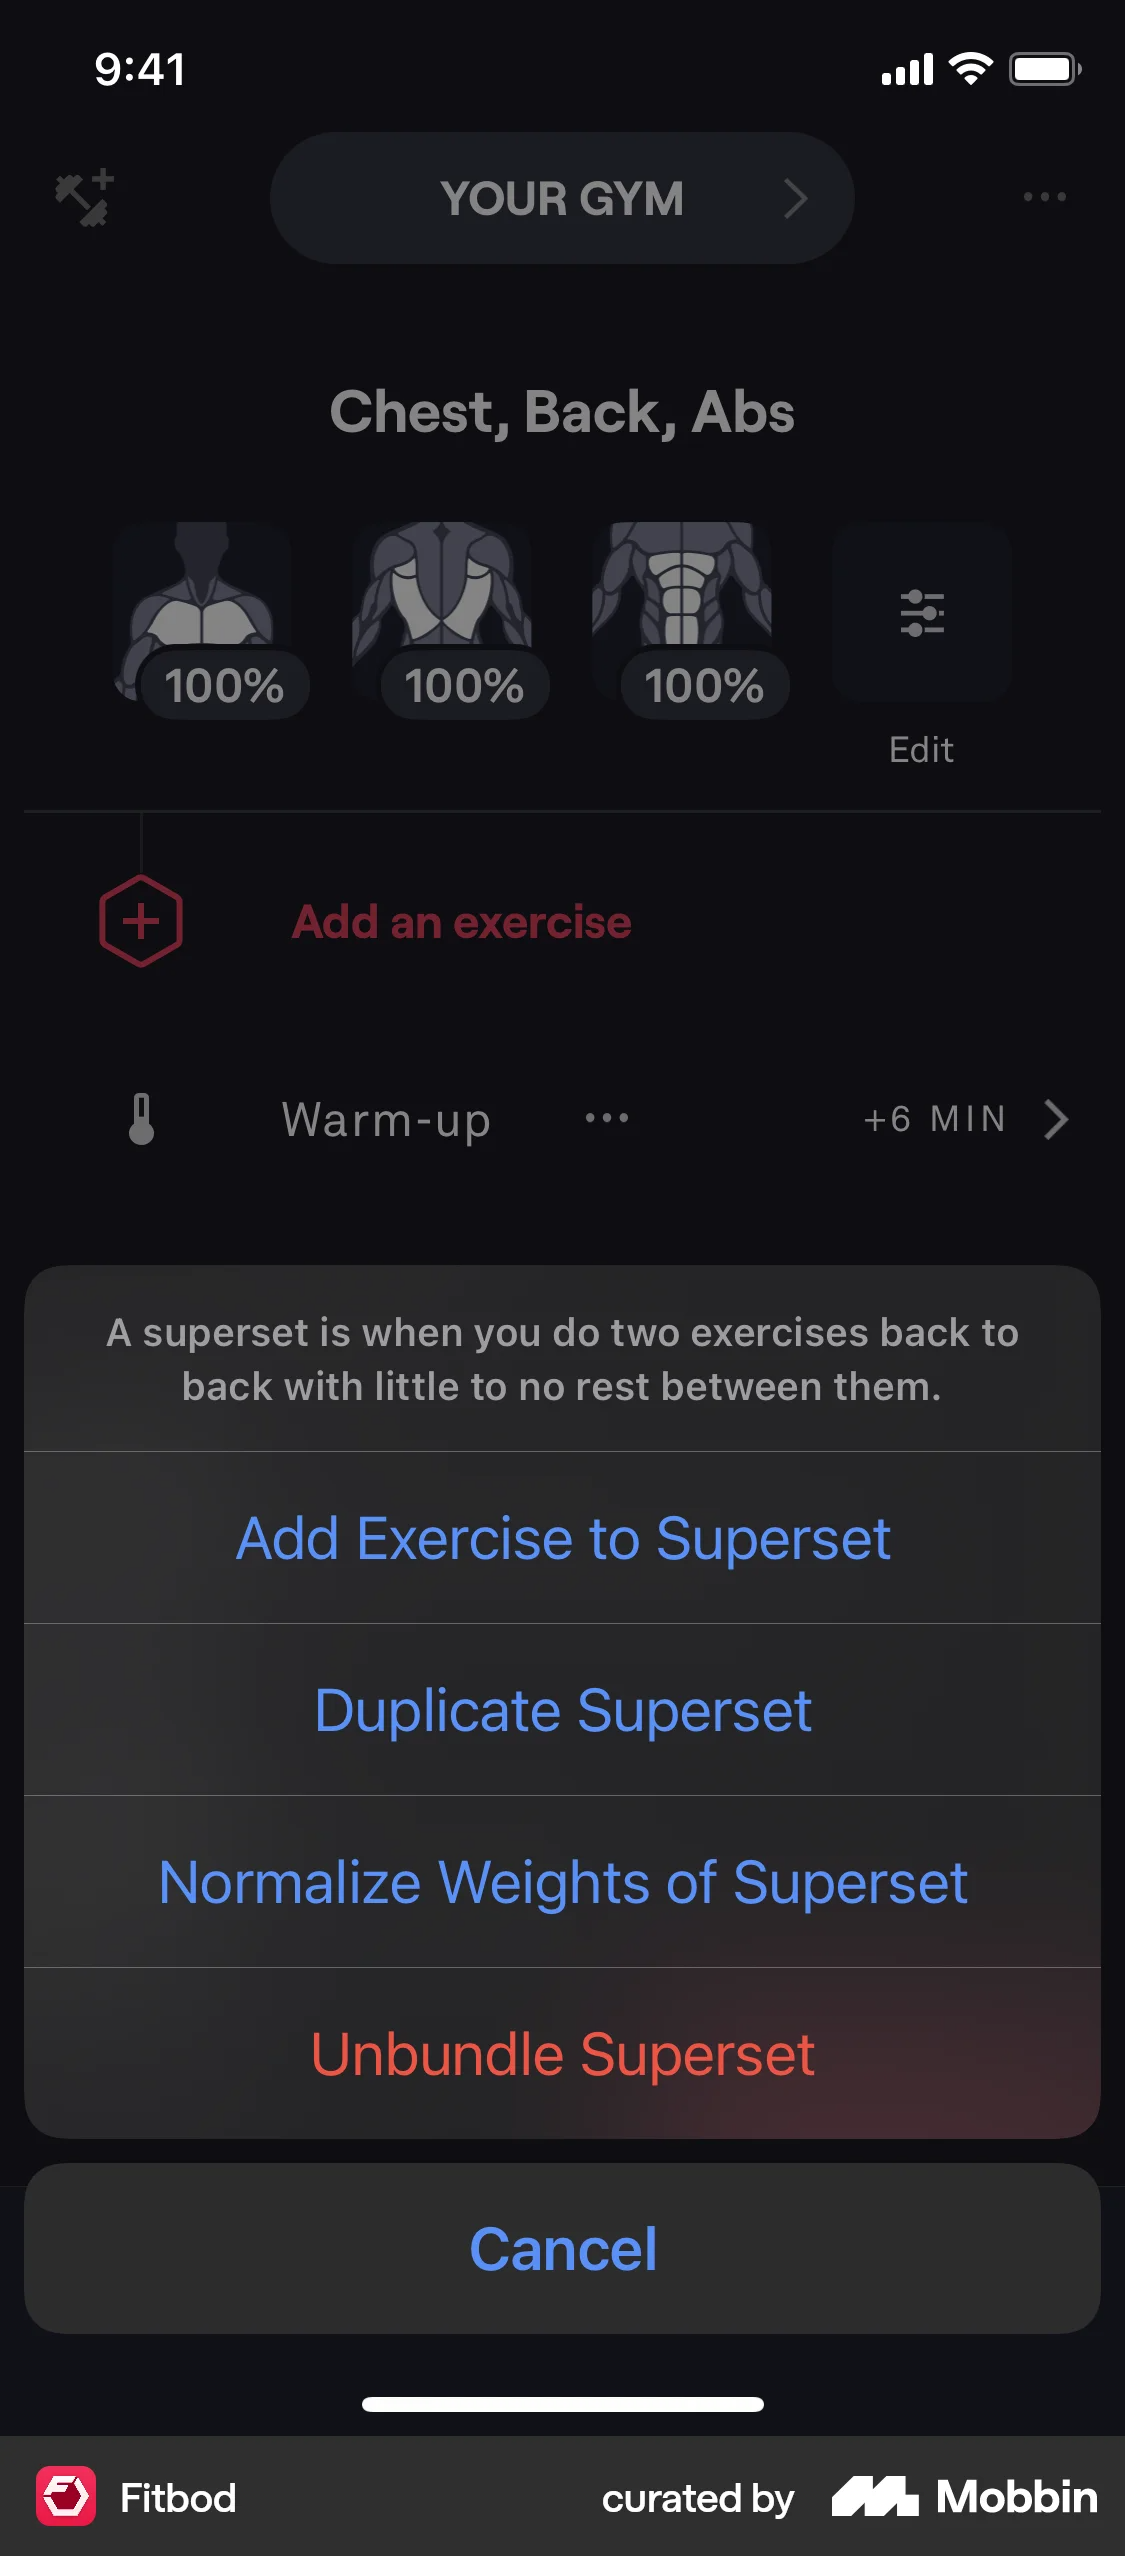 9:41
YOUR GYM
Chest, Back, Abs
100%
100%
100%
Edit
Add an exercise
Warm-up
+6 MIN
A superset is when you do two exercises back to
back with little to no rest between them.
Add Exercise to Superset
Duplicate Superset
Normalize Weights of Superset
Unbundle Superset
Cancel
Fitbod
curated by
Mobbin